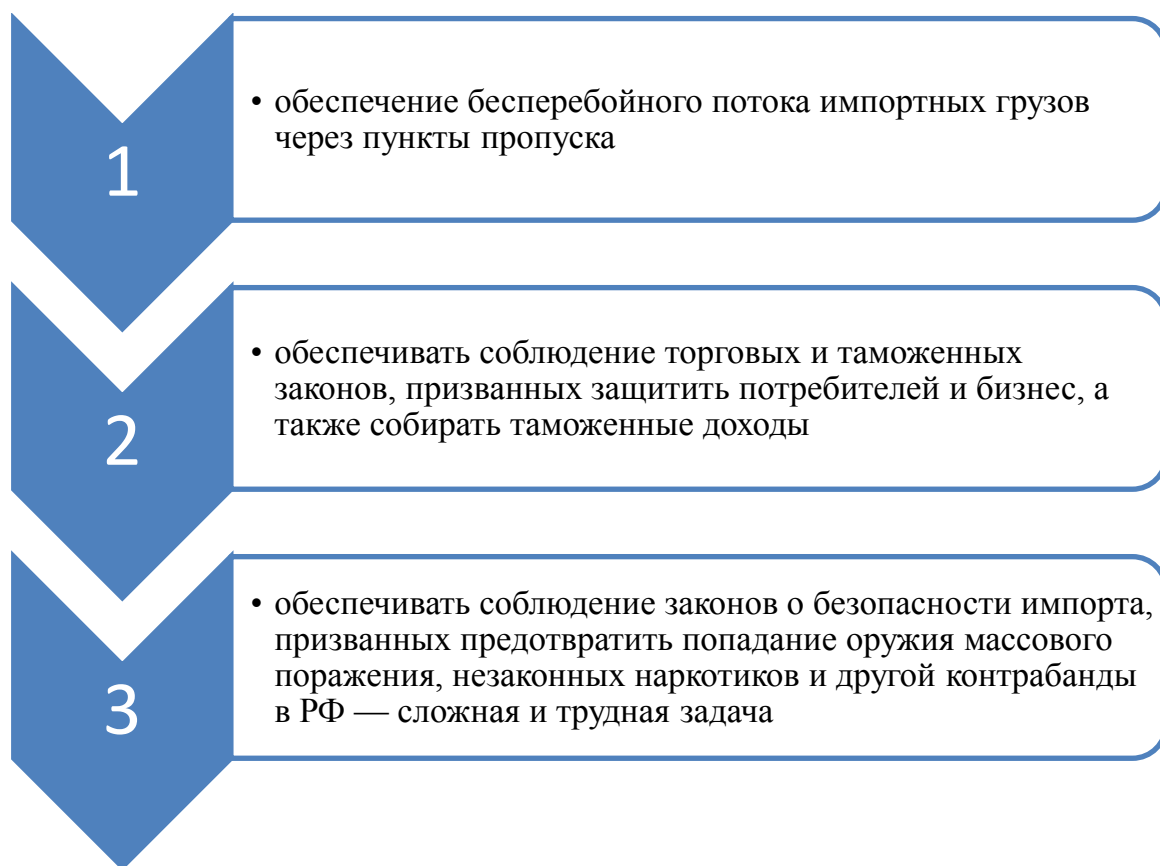 1
• обеспечение бесперебойного потока импортных грузов
через пункты пропуска
2
• обеспечивать соблюдение торговых и таможенных
законов, призванных защитить потребителей и бизнес, а
также собирать таможенные доходы
3
• обеспечивать соблюдение законов о безопасности импорта,
призванных предотвратить попадание оружия массового
поражения, незаконных наркотиков и другой контрабанды
в РФ — сложная и трудная задача